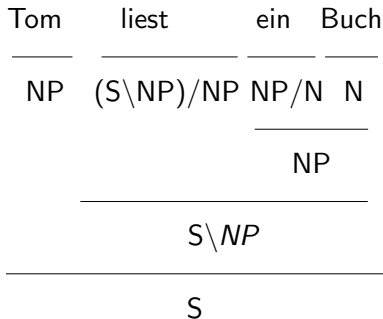 Tom liest ein Buch
NP (S\NP)/NP NP/N N
NP
S\NP
S